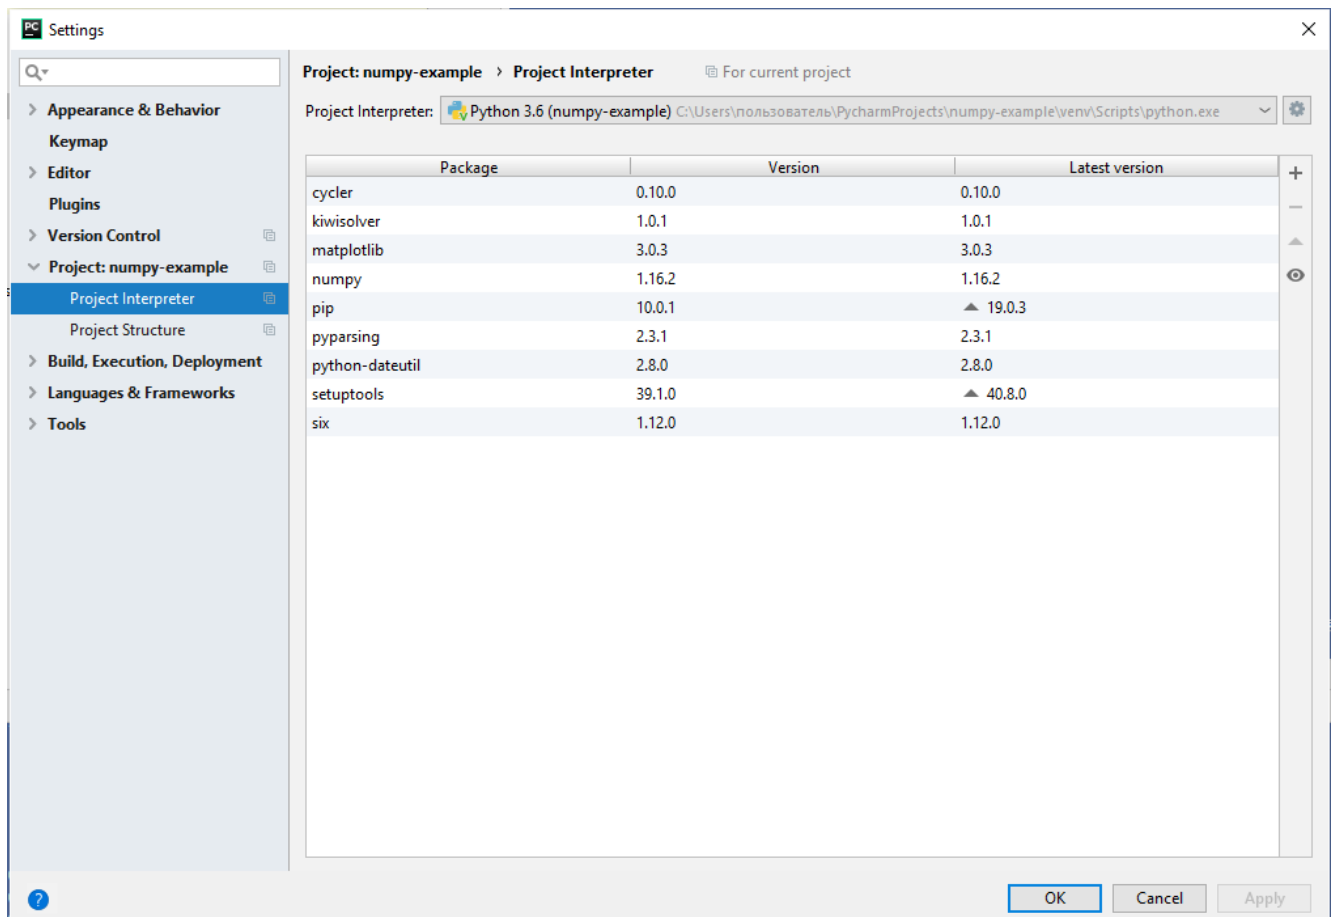 PC Settings
Project: numpy-example › Project Interpreter For current project
Appearance & Behavior
Project Interpreter: Python 3.6 (numpy-example) C:\Users\пользователь\PycharmProjects\numpy-example\venv\Scripts\python.exe
Keymap
Editor
Plugins
Version Control
Project: numpy-example
Project Interpreter
Project Structure
Build, Execution, Deployment
Languages & Frameworks
Tools
Package Version Latest version
cycler 0.10.0 0.10.0
kiwisolver 1.0.1 1.0.1
matplotlib 3.0.3 3.0.3
numpy 1.16.2 1.16.2
pip 10.0.1 19.0.3
pyparsing 2.3.1 2.3.1
python-dateutil 2.8.0 2.8.0
setuptools 39.1.0 40.8.0
six 1.12.0 1.12.0
? OK Cancel Apply